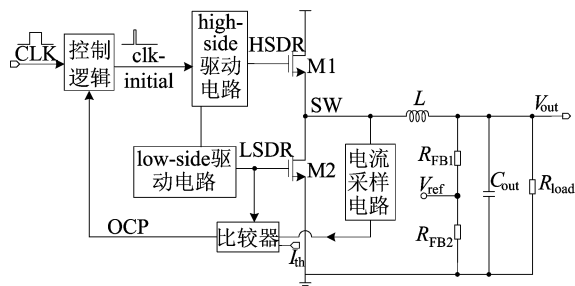 CLK
控制
逻辑
clk-
initial
high-
side
驱动
电路
HSDR
M1
SW
L
Vout
low-side驱
动电路
LSDR
M2
电流
采样
电路
RFB1
Vref
RFB2
Cout
Rload
OCP
比较器
Ith